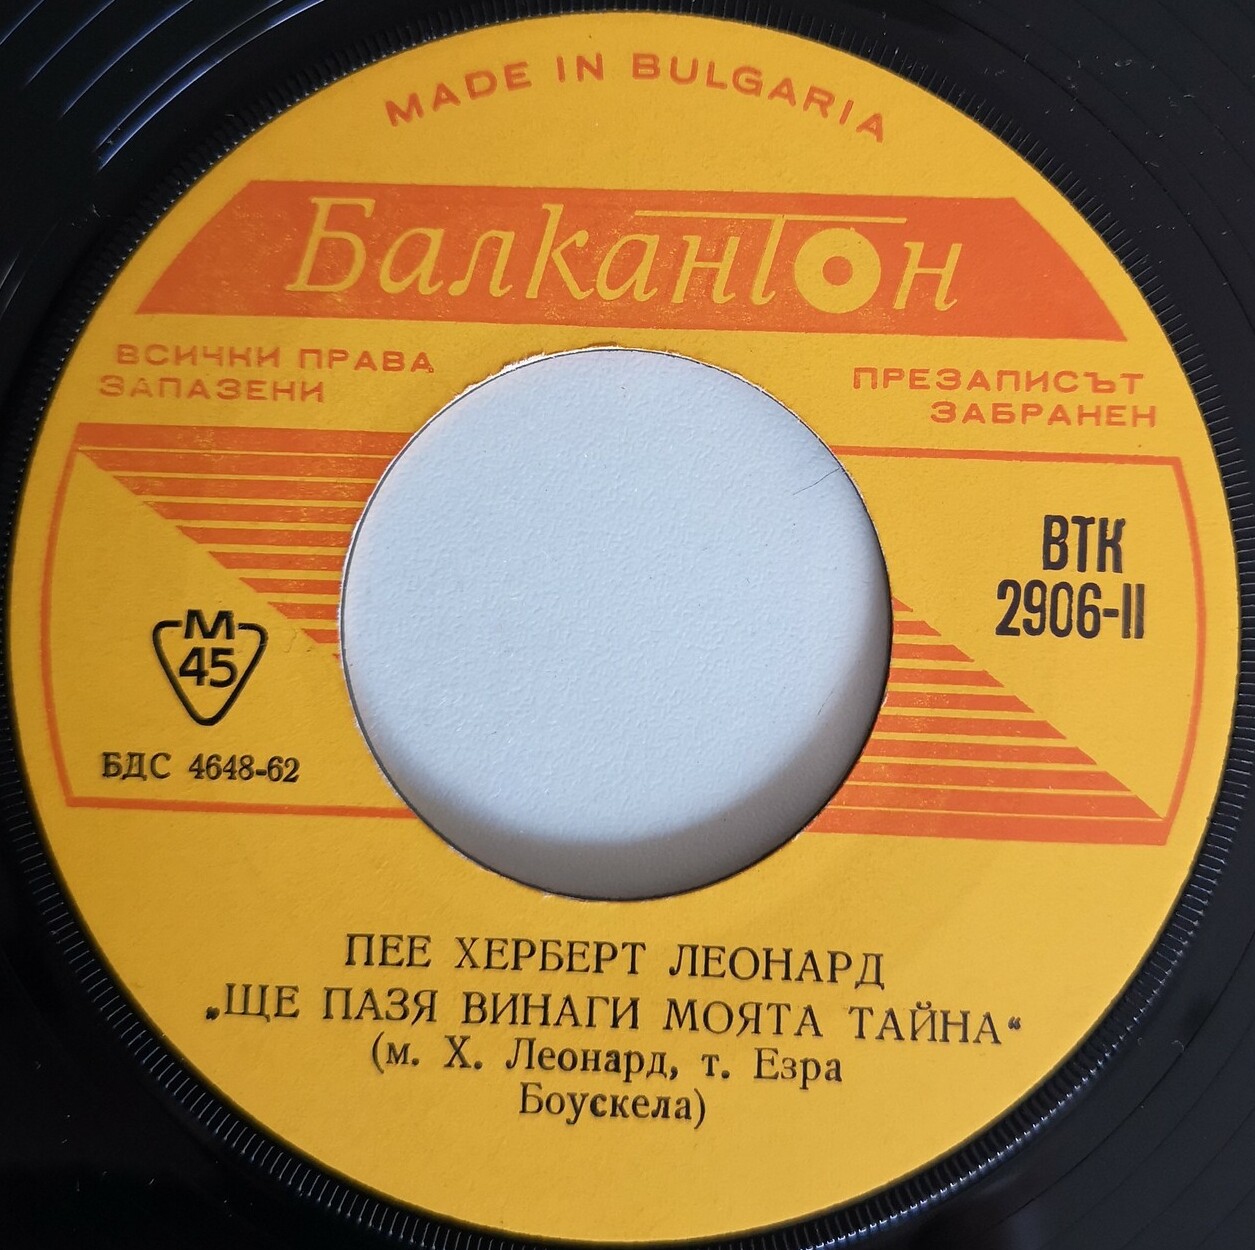 MADE IN BULGARIA
Балкантон
ВСИЧКИ ПРАВА
ЗАПАЗЕНИ
ПРЕЗАПИСЪТ
ЗАБРАНЕН
ВТК
2906-II
М
45
БДС 4648-62
ПЕЕ ХЕРБЕРТ ЛЕОНАРД
„ЩЕ ПАЗЯ ВИНАГИ МОЯТА ТАЙНА“
(м. Х. Леонард, т. Езра
Боускела)